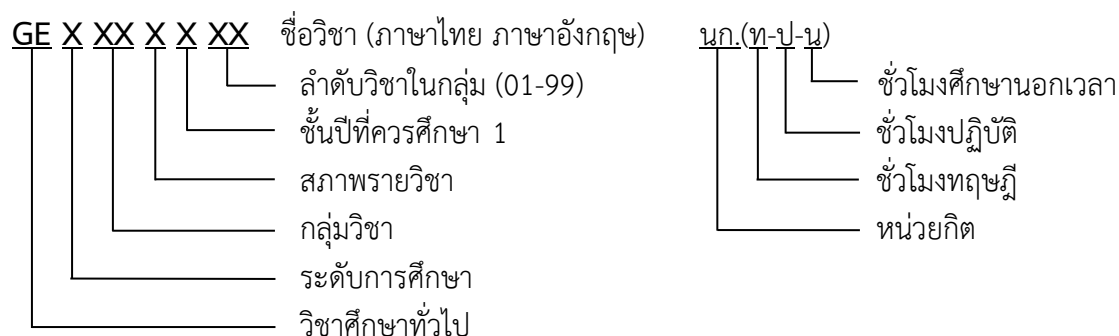 GE X XX X X XX ชื่อวิชา (ภาษาไทย ภาษาอังกฤษ) นก.(ท-ป-น)
ลำดับวิชาในกลุ่ม (01-99) ชั่วโมงศึกษานอกเวลา
ชั้นปีที่ควรศึกษา 1 ชั่วโมงปฏิบัติ
สภาพรายวิชา ชั่วโมงทฤษฎี
กลุ่มวิชา หน่วยกิต
ระดับการศึกษา
วิชาศึกษาทั่วไป